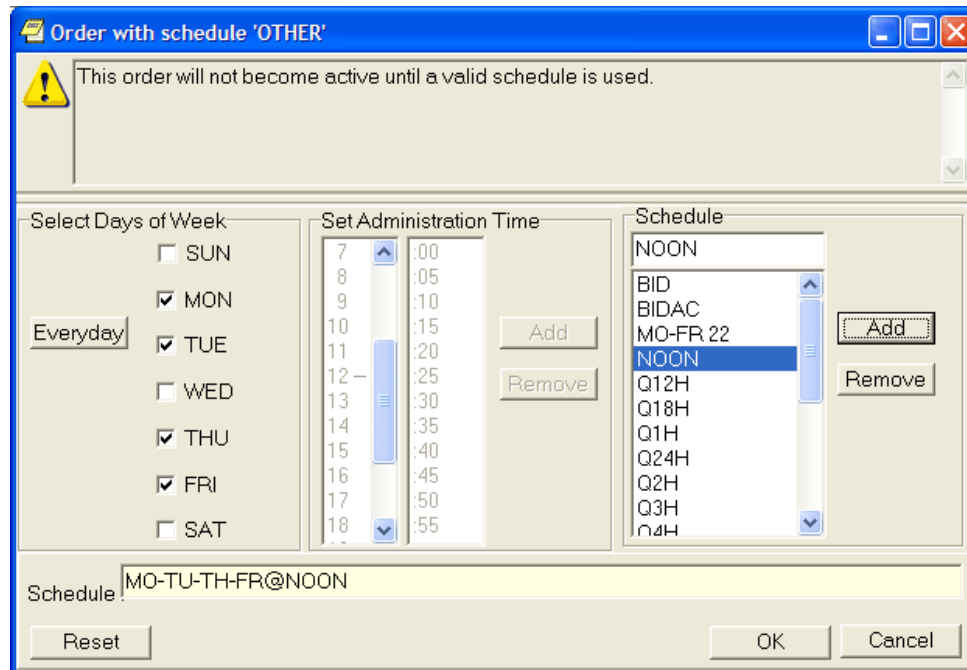 Order with schedule 'OTHER'
This order will not become active until a valid schedule is used.
Select Days of Week
SUN
MON
Everyday
TUE
WED
THU
FRI
SAT
Set Administration Time
7 :00
8 :05
9 :10
10 :15
11 :20
12 – :25
13 :30
14 :35
15 :40
16 :45
17 :50
18 :55
Add
Remove
Schedule
NOON
BID
BIDAC
MO-FR 22
NOON
Q12H
Q18H
Q1H
Q24H
Q2H
Q3H
Q4H
Add
Remove
Schedule :
MO-TU-TH-FR@NOON
Reset
OK
Cancel